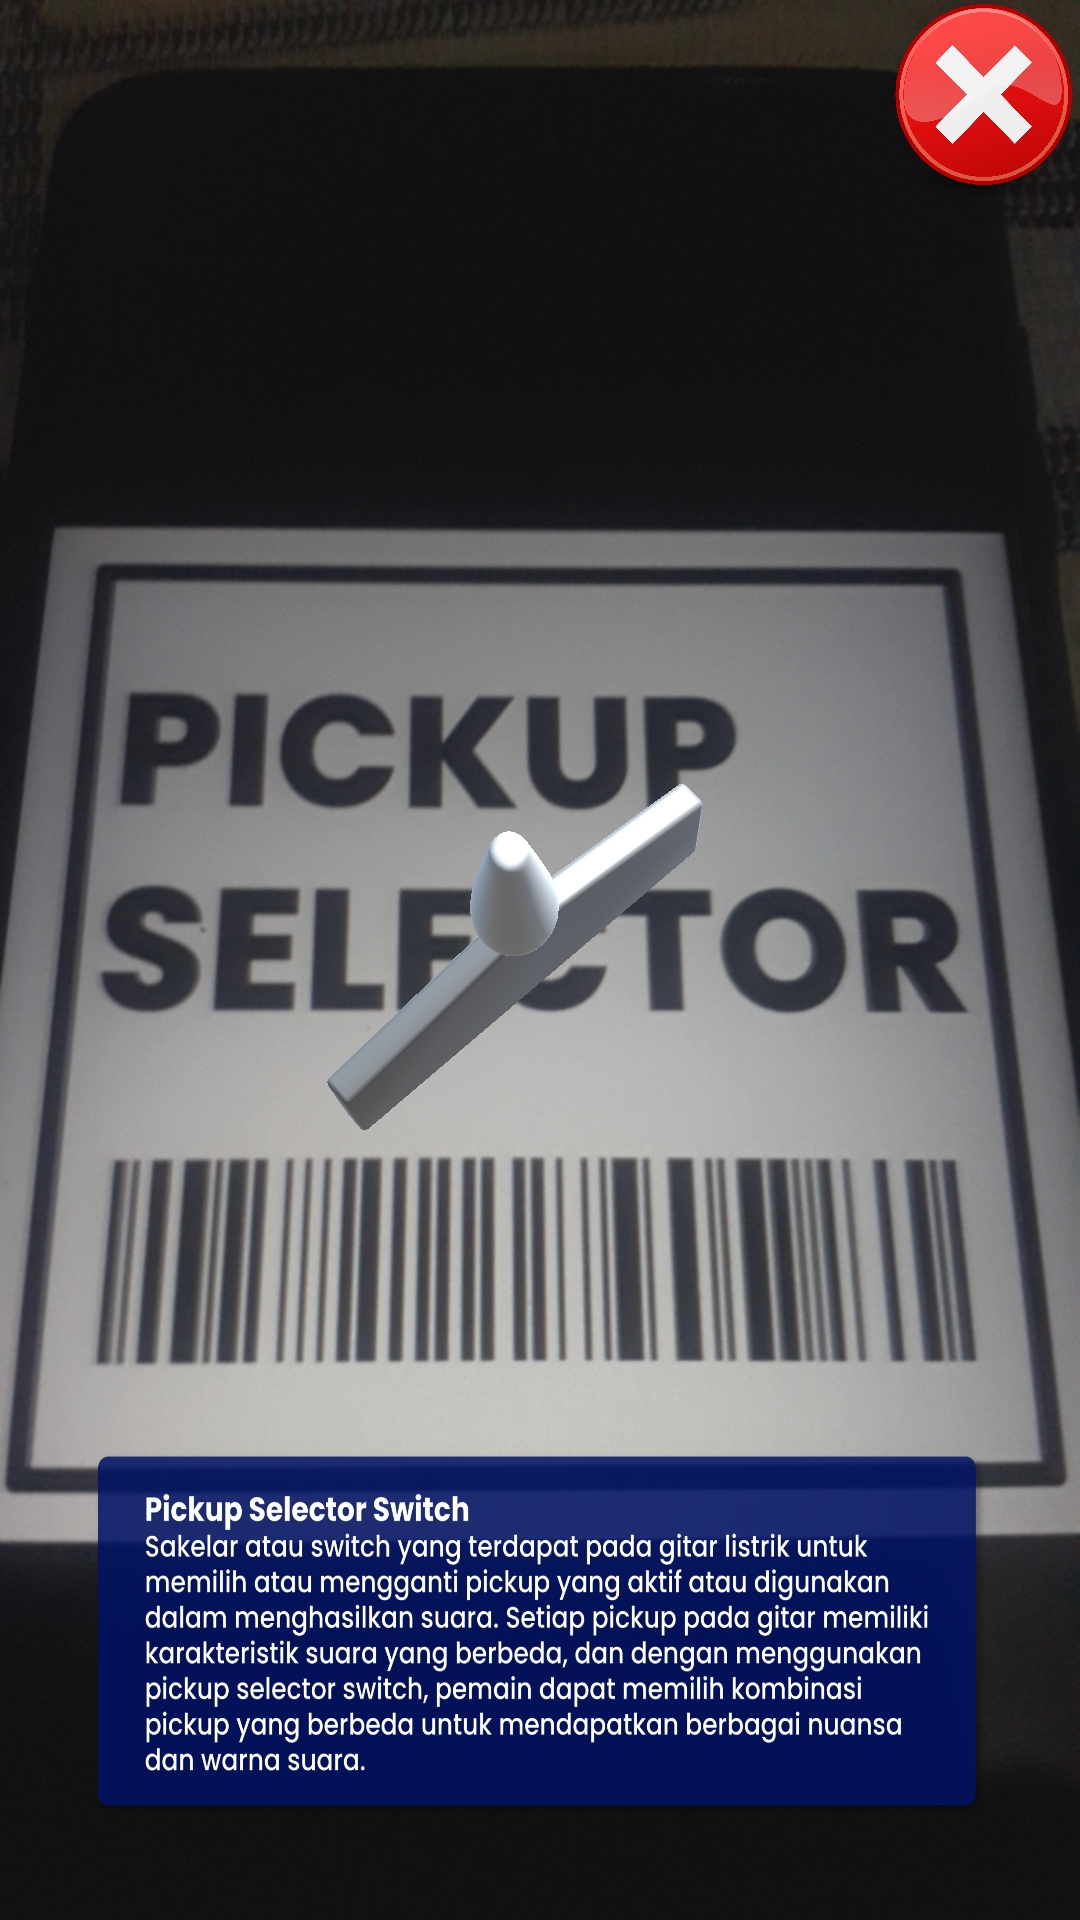 PICKUP
SELECTOR
Pickup Selector Switch
Sakelar atau switch yang terdapat pada gitar listrik untuk
memilih atau mengganti pickup yang aktif atau digunakan
dalam menghasilkan suara. Setiap pickup pada gitar memiliki
karakteristik suara yang berbeda, dan dengan menggunakan
pickup selector switch, pemain dapat memilih kombinasi
pickup yang berbeda untuk mendapatkan berbagai nuansa
dan warna suara.